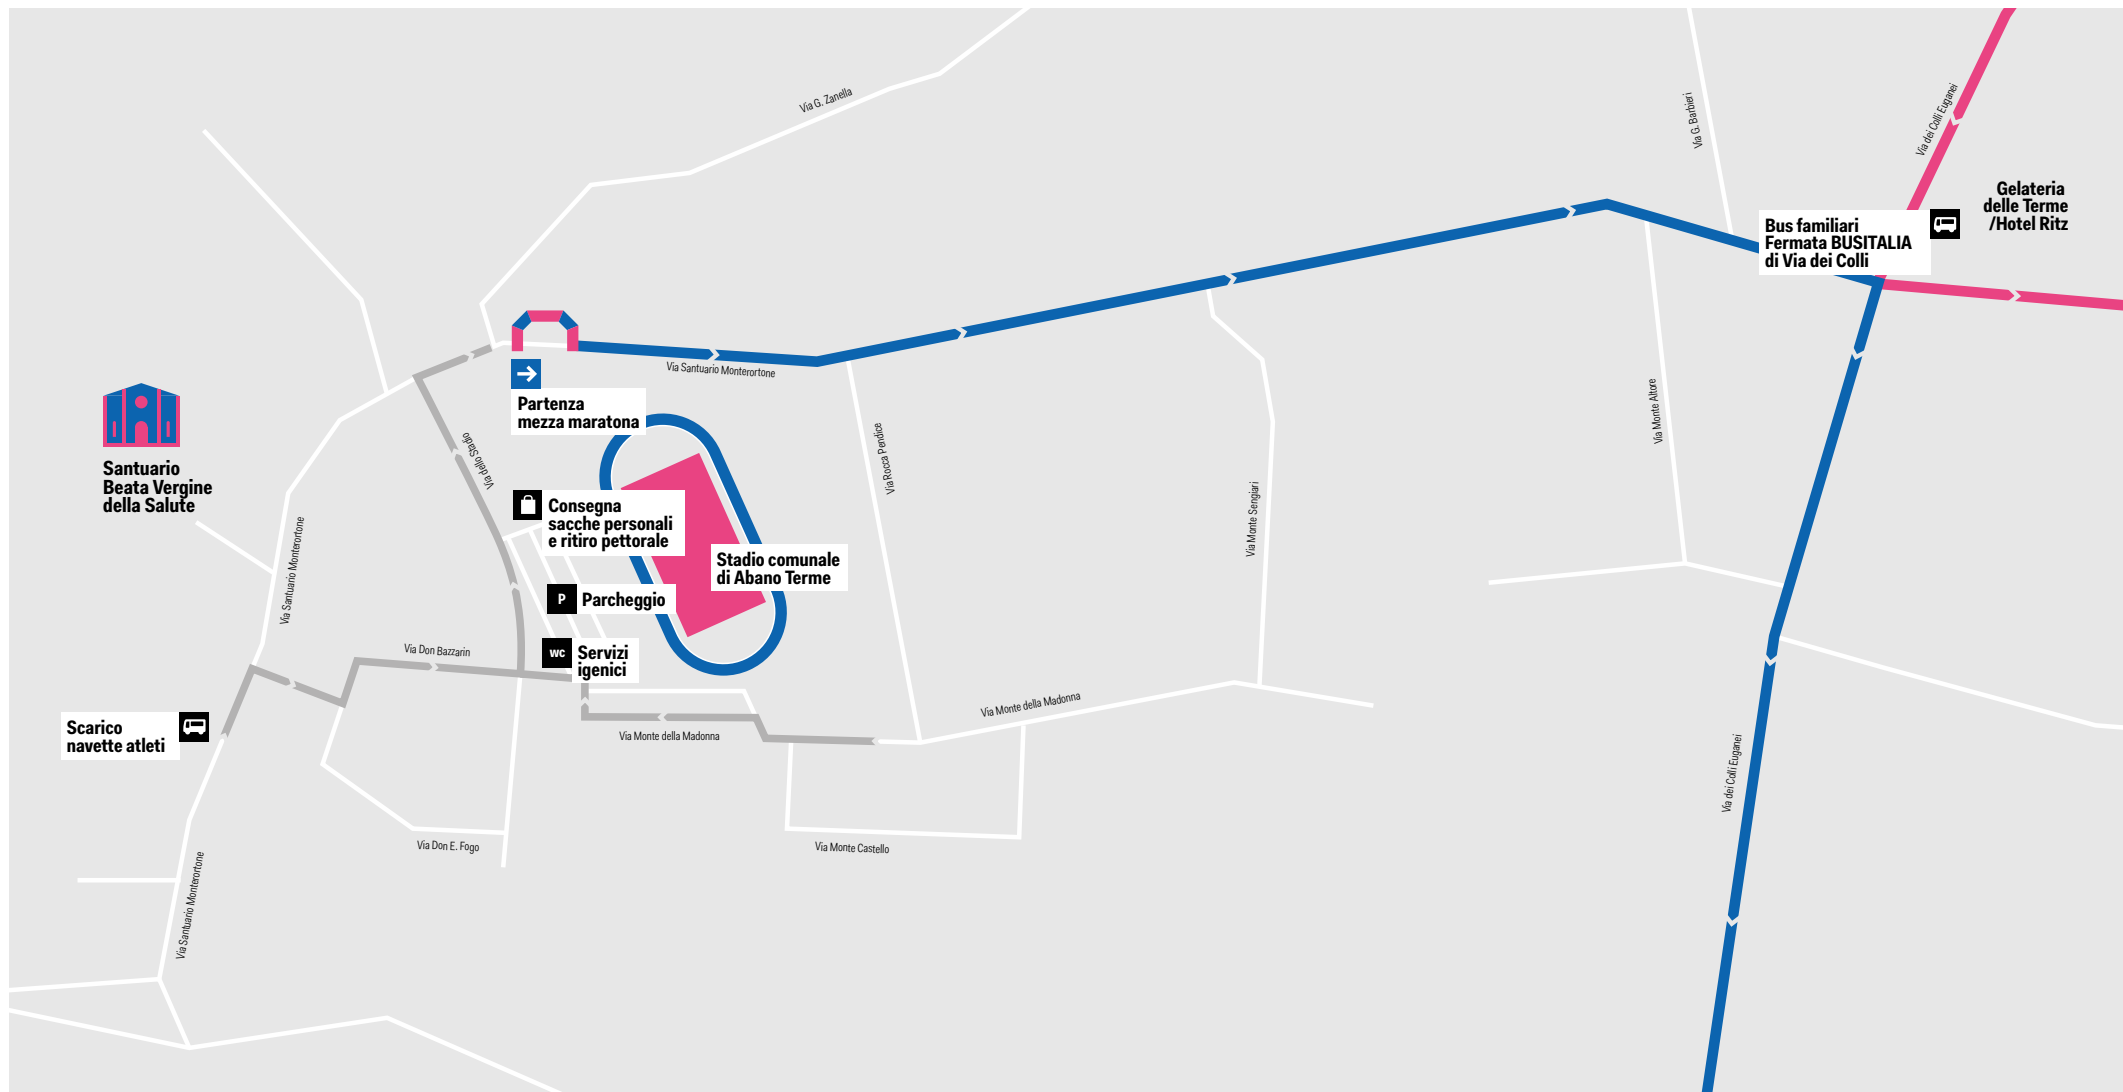 Via G. Zanella
Via G. Barbieri
Via dei Colli Euganei
Gelateria
delle Terme
/Hotel Ritz
Bus familiari
Fermata BUSITALIA
di Via dei Colli
Via Santuario Monterortone
Partenza
mezza maratona
Santuario
Beata Vergine
della Salute
Via dello Stadio
Via Rocca Pendice
Via Monte Altore
Via Monte Sengiari
Consegna
sacche personali
e ritiro pettorale
Stadio comunale
di Abano Terme
P
Parcheggio
Via Santuario Monterortone
Via Don Bazzarin
WC
Servizi
igenici
Scarico
navette atleti
Via Monte della Madonna
Via Monte della Madonna
Via dei Colli Euganei
Via Don E. Fogo
Via Monte Castello
Via Santuario Monterortone